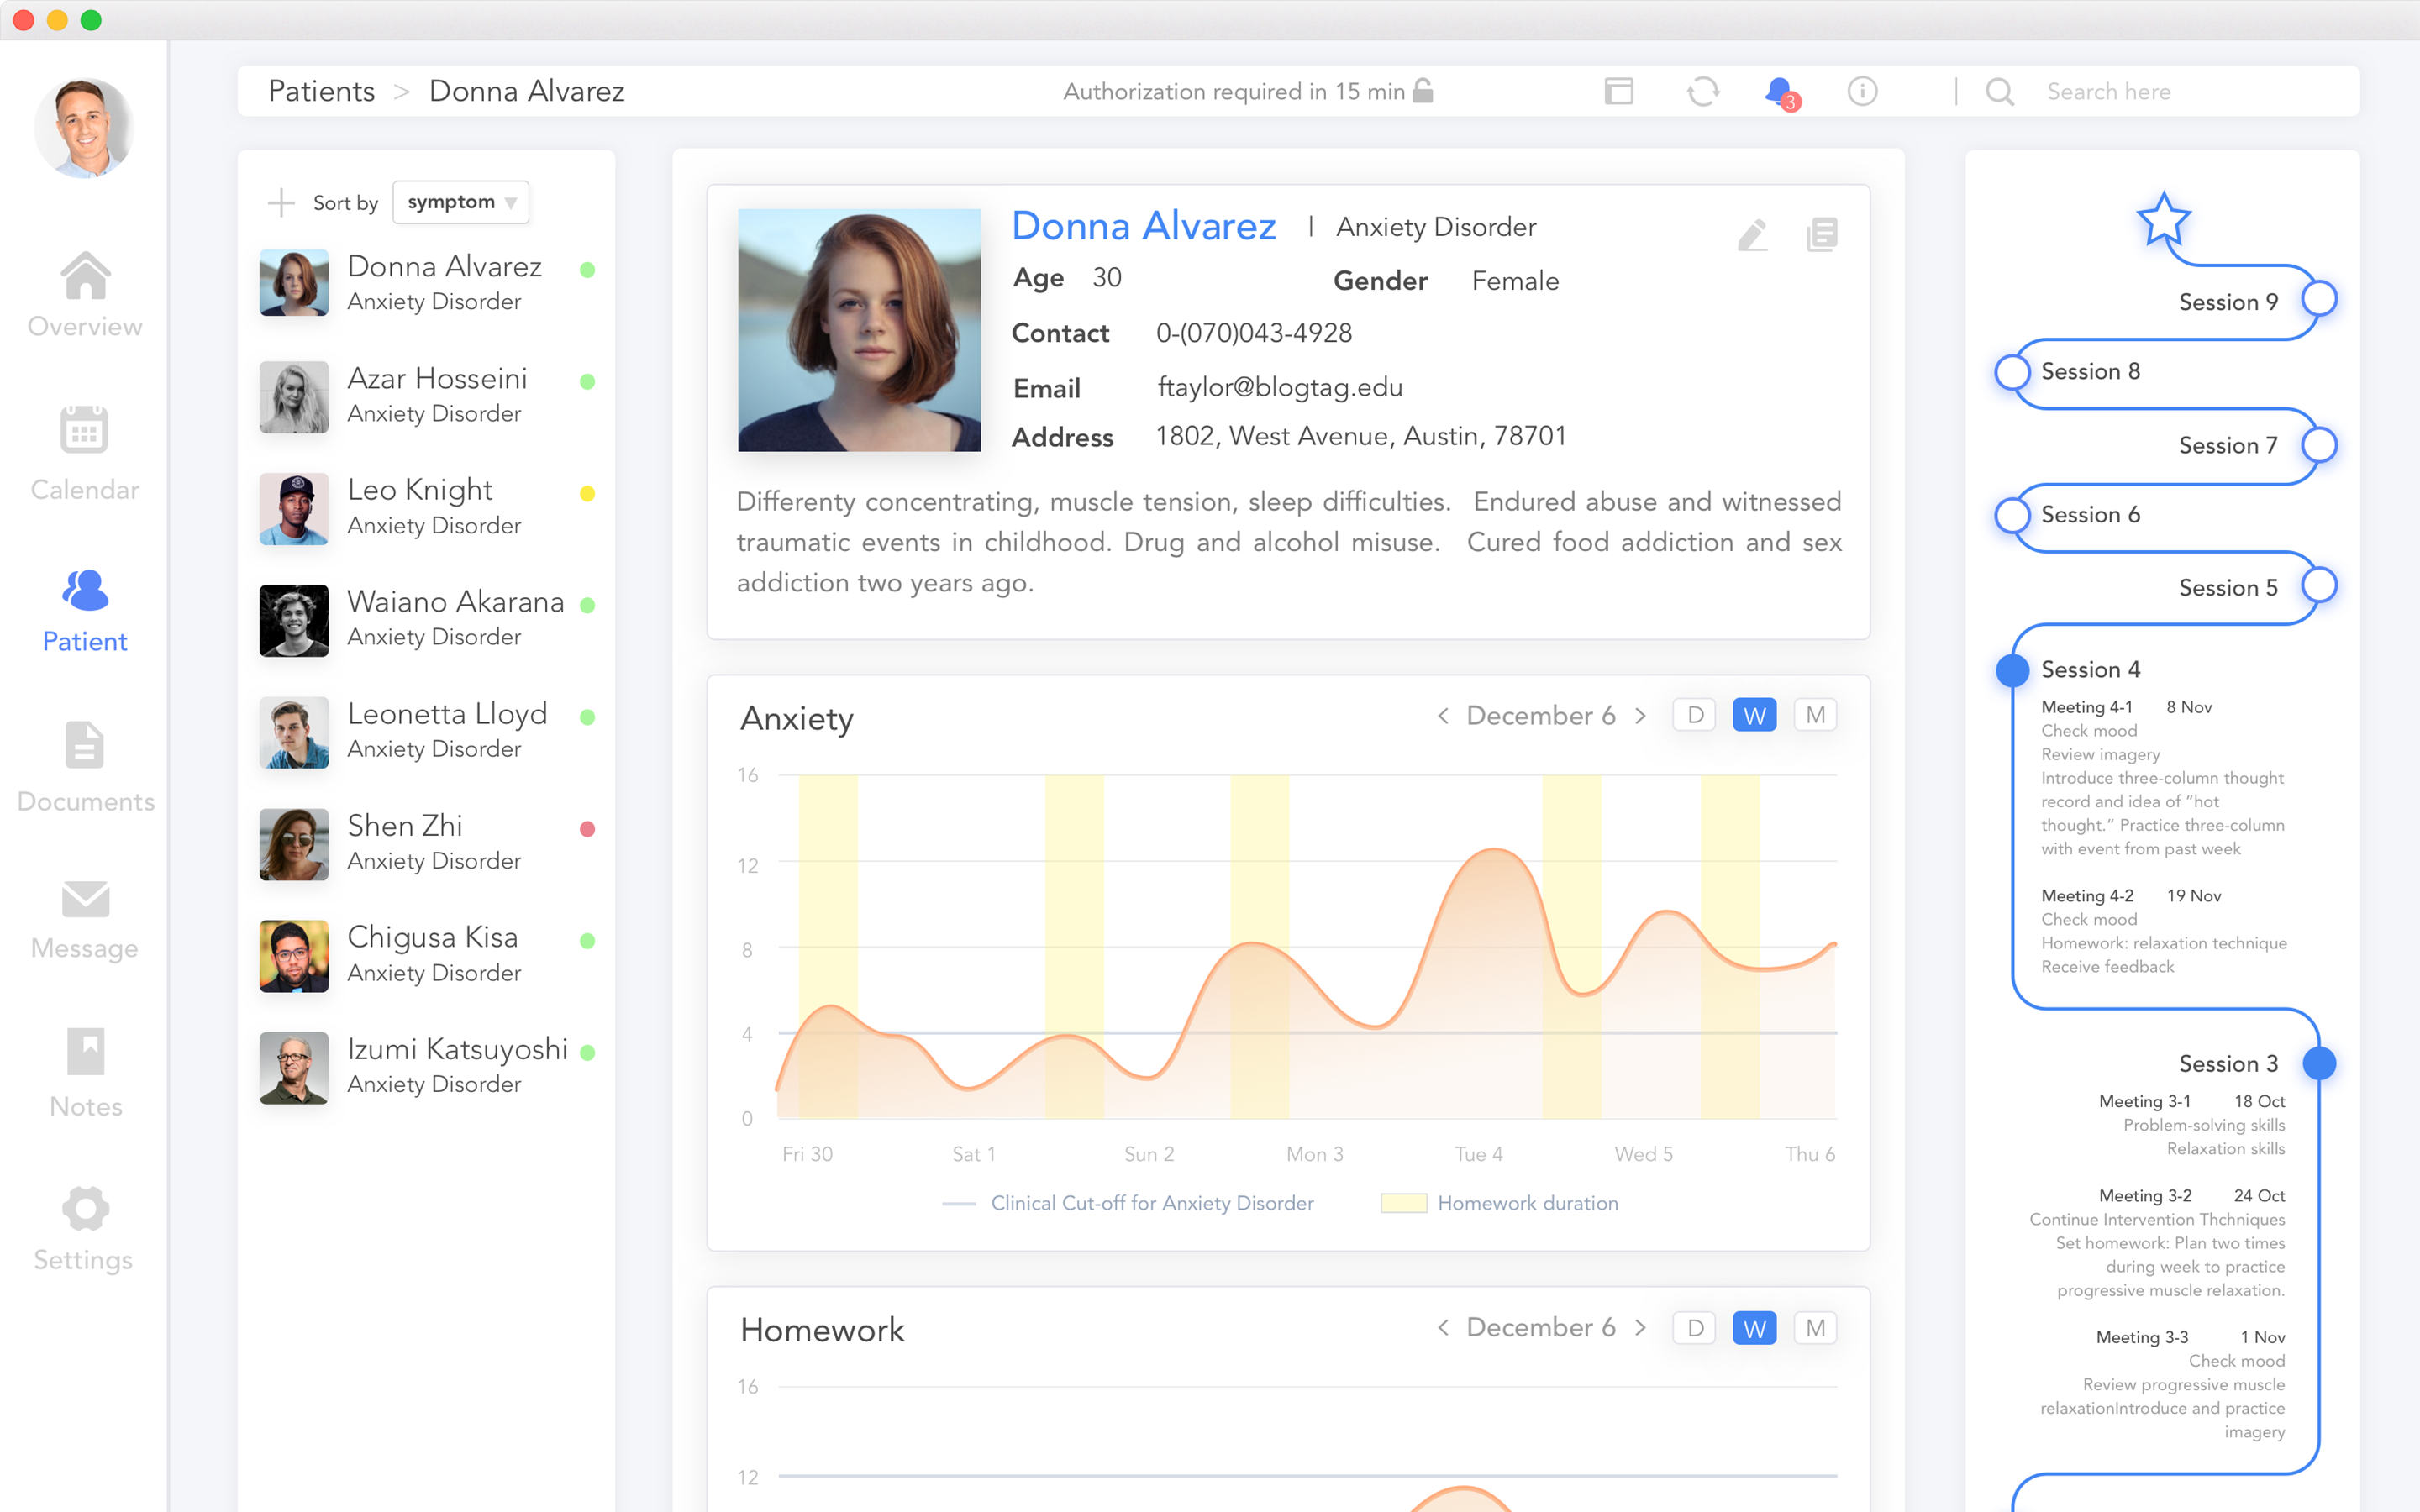 Patients > Donna Alvarez
Authorization required in 15 min
3
Search here
Overview
Calendar
Patient
Documents
Message
Notes
Settings
Sort by symptom
Donna Alvarez
Anxiety Disorder
Azar Hosseini
Anxiety Disorder
Leo Knight
Anxiety Disorder
Waiano Akarana
Anxiety Disorder
Leonetta Lloyd
Anxiety Disorder
Shen Zhi
Anxiety Disorder
Chigusa Kisa
Anxiety Disorder
Izumi Katsuyoshi
Anxiety Disorder
Donna Alvarez | Anxiety Disorder
Age 30 Gender Female
Contact 0-(070)043-4928
Email ftaylor@blogtag.edu
Address 1802, West Avenue, Austin, 78701
Differenty concentrating, muscle tension, sleep difficulties. Endured abuse and witnessed
traumatic events in childhood. Drug and alcohol misuse. Cured food addiction and sex
addiction two years ago.
Anxiety
< December 6 > D W M
16
12
8
4
0
Fri 30 Sat 1 Sun 2 Mon 3 Tue 4 Wed 5 Thu 6
Clinical Cut-off for Anxiety Disorder Homework duration
Homework
< December 6 > D W M
16
12
Session 9
Session 8
Session 7
Session 6
Session 5
Session 4
Meeting 4-1 8 Nov
Check mood
Review imagery
Introduce three-column thought
record and idea of “hot
thought.” Practice three-column
with event from past week
Meeting 4-2 19 Nov
Check mood
Homework: relaxation technique
Receive feedback
Session 3
Meeting 3-1 18 Oct
Problem-solving skills
Relaxation skills
Meeting 3-2 24 Oct
Continue Intervention Thchniques
Set homework: Plan two times
during week to practice
progressive muscle relaxation.
Meeting 3-3 1 Nov
Check mood
Review progressive muscle
relaxationIntroduce and practice
imagery